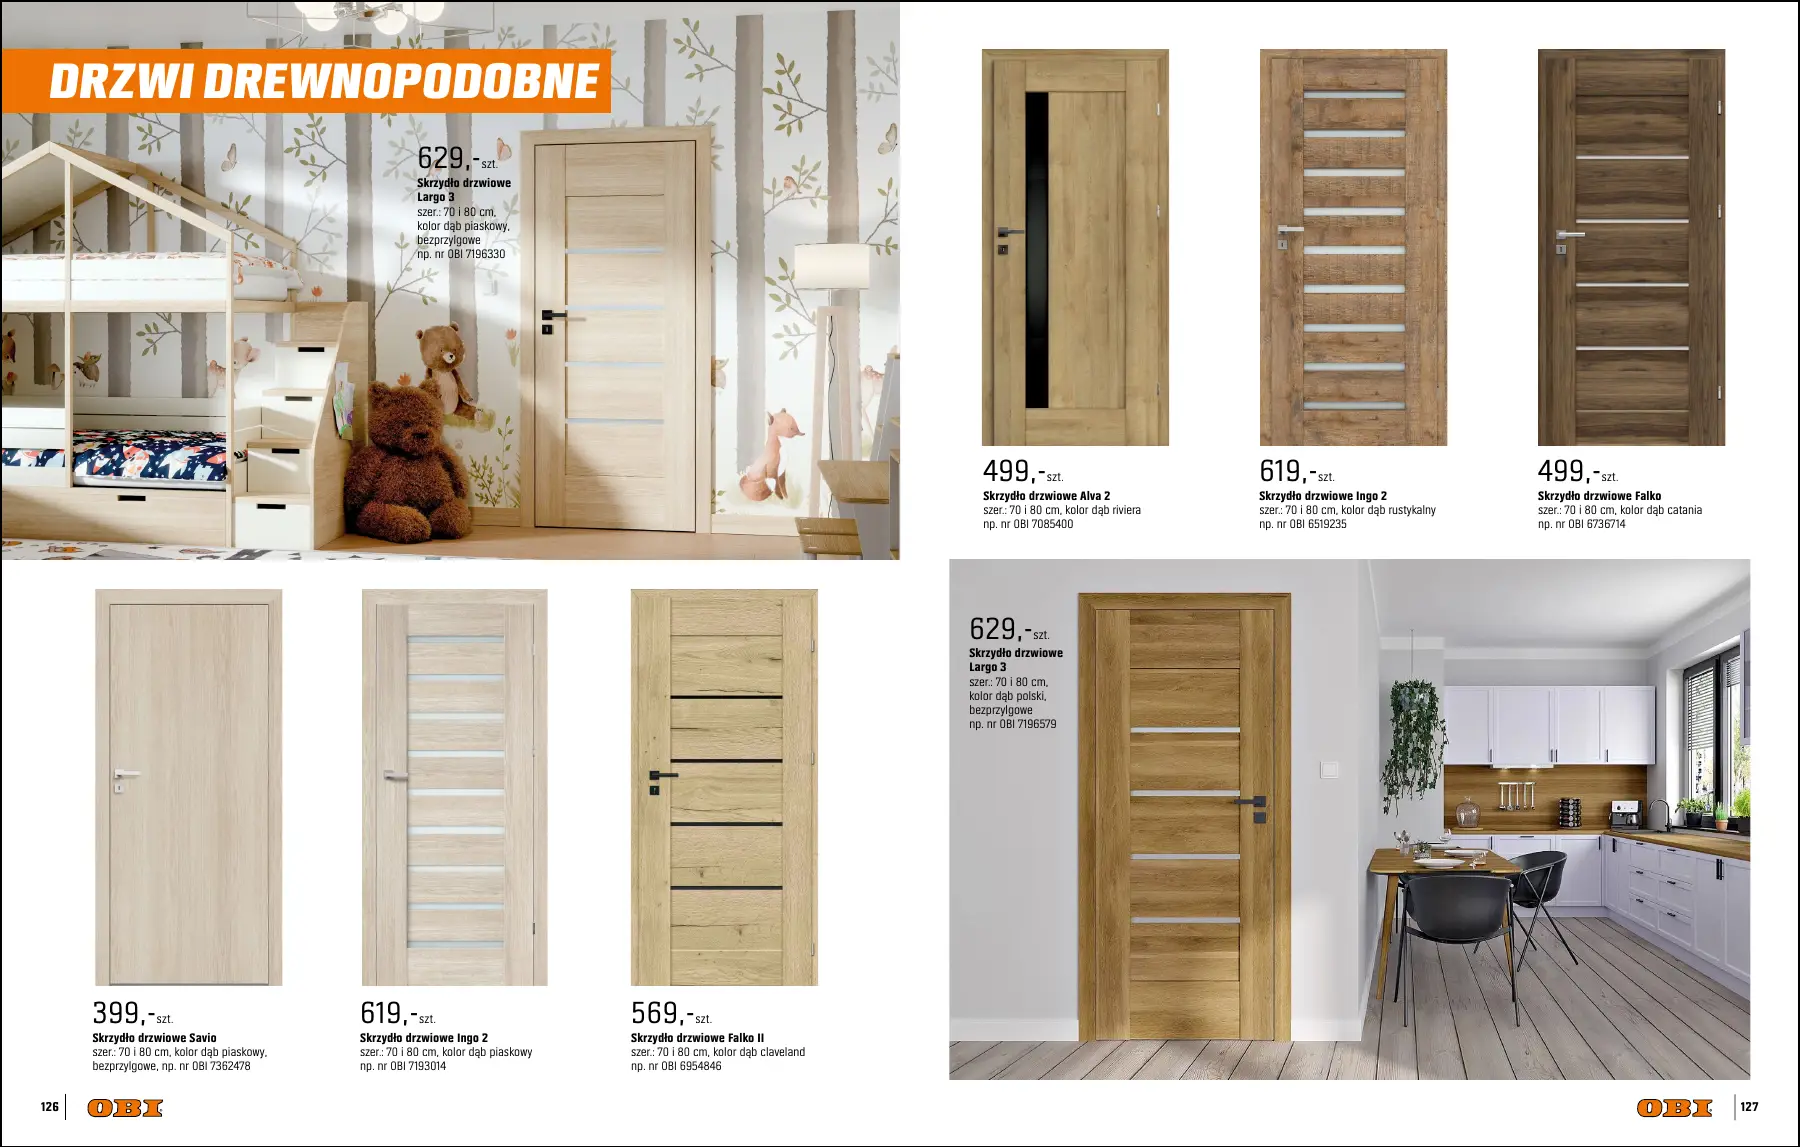 DRZWI DREWNOPODOBNE
629,-szt.
Skrzydło drzwiowe
Largo 3
szer.: 70 i 80 cm,
kolor dąb piaskowy,
bezprzylgowe
np. nr OBI 7196330
399,-szt.
Skrzydło drzwiowe Savio
szer.: 70 i 80 cm, kolor dąb piaskowy,
bezprzylgowe, np. nr OBI 7362478
619,-szt.
Skrzydło drzwiowe Ingo 2
szer.: 70 i 80 cm, kolor dąb piaskowy
np. nr OBI 7193014
569,-szt.
Skrzydło drzwiowe Falko II
szer.: 70 i 80 cm, kolor dąb claveland
np. nr OBI 6954846
126
OBI
499,-szt.
Skrzydło drzwiowe Alva 2
szer.: 70 i 80 cm, kolor dąb riviera
np. nr OBI 7085400
619,-szt.
Skrzydło drzwiowe Ingo 2
szer.: 70 i 80 cm, kolor dąb rustykalny
np. nr OBI 6519235
499,-szt.
Skrzydło drzwiowe Falko
szer.: 70 i 80 cm, kolor dąb catania
np. nr OBI 6736714
629,-szt.
Skrzydło drzwiowe
Largo 3
szer.: 70 i 80 cm,
kolor dąb polski,
bezprzylgowe
np. nr OBI 7196579
OBI
127